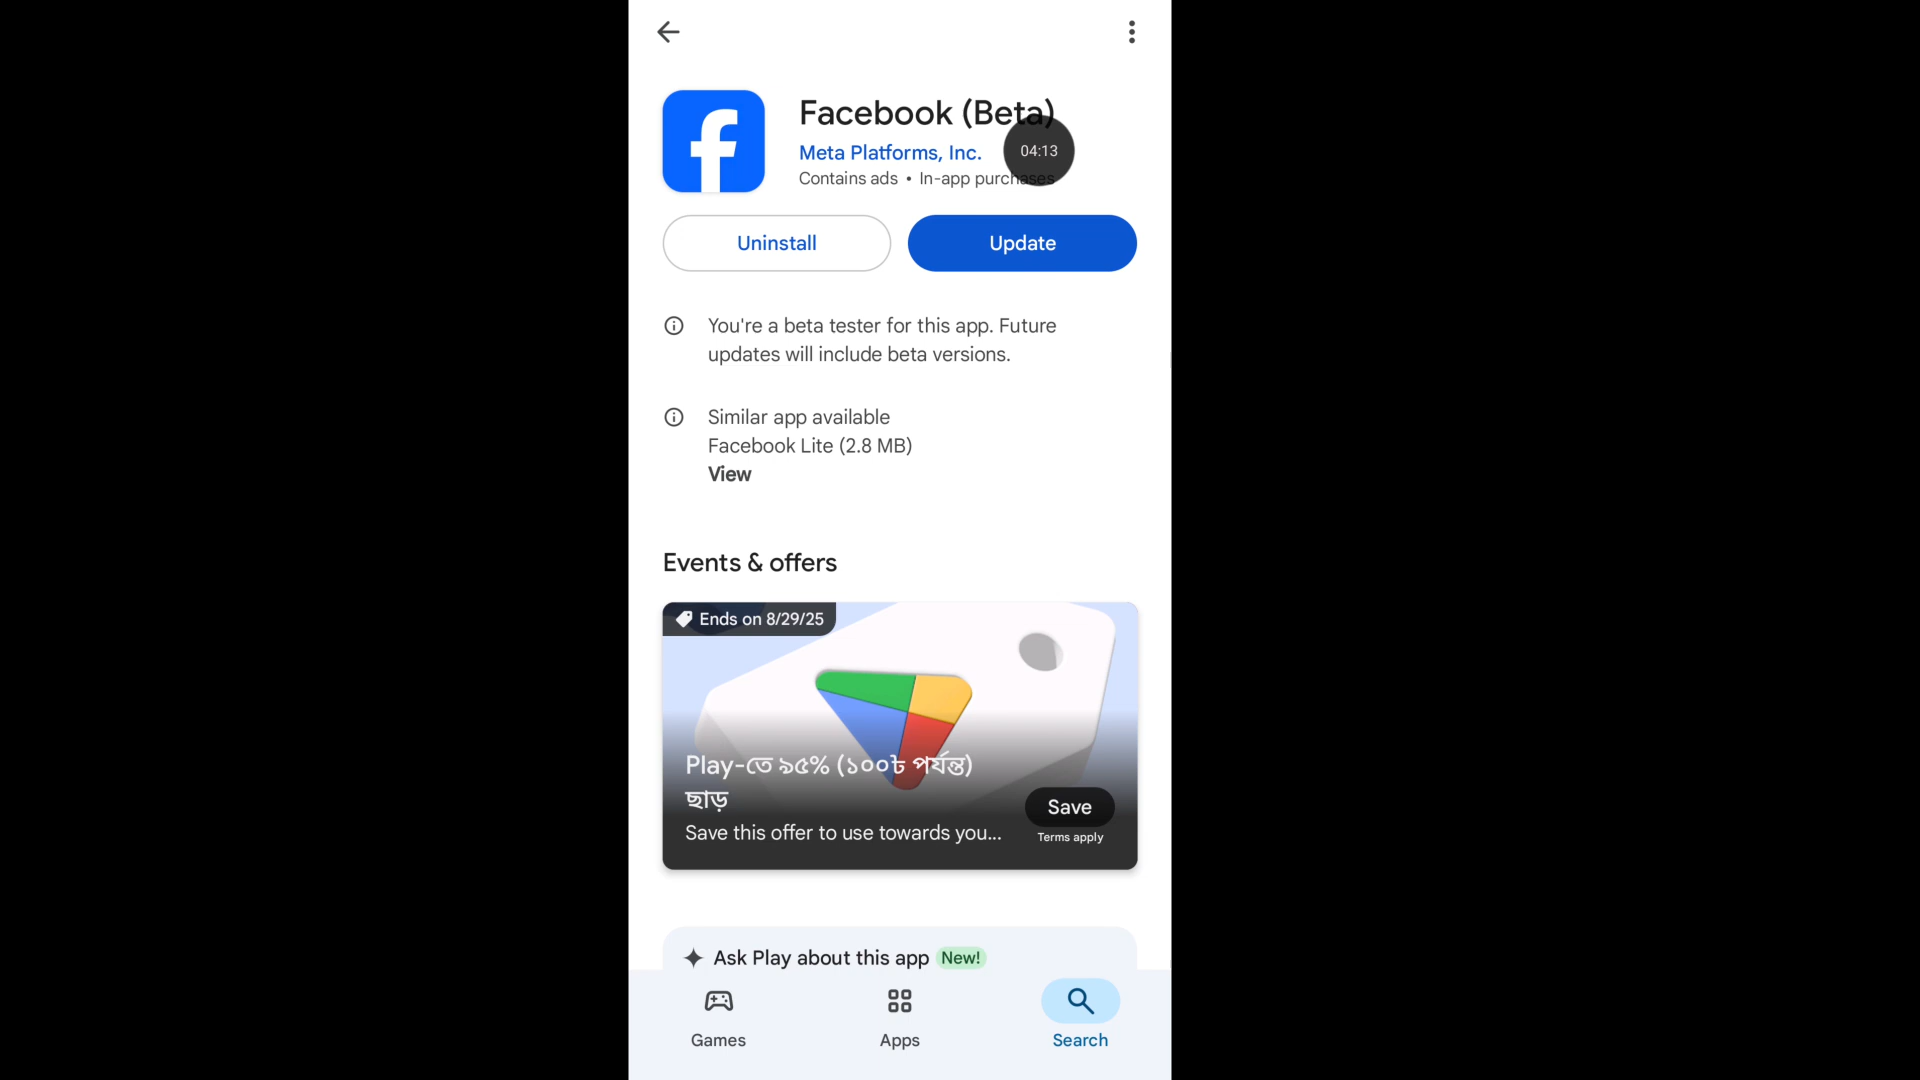 Facebook (Beta)
Meta Platforms, Inc.
04:13
Contains ads • In-app purchases
Uninstall
Update
You're a beta tester for this app. Future
updates will include beta versions.
Similar app available
Facebook Lite (2.8 MB)
View
Events & offers
Ends on 8/29/25
Play-তে ৯৫% (১০০৳ পর্যন্ত)
ছাড়
Save this offer to use towards you...
Save
Terms apply
Ask Play about this app New!
Games
Apps
Search